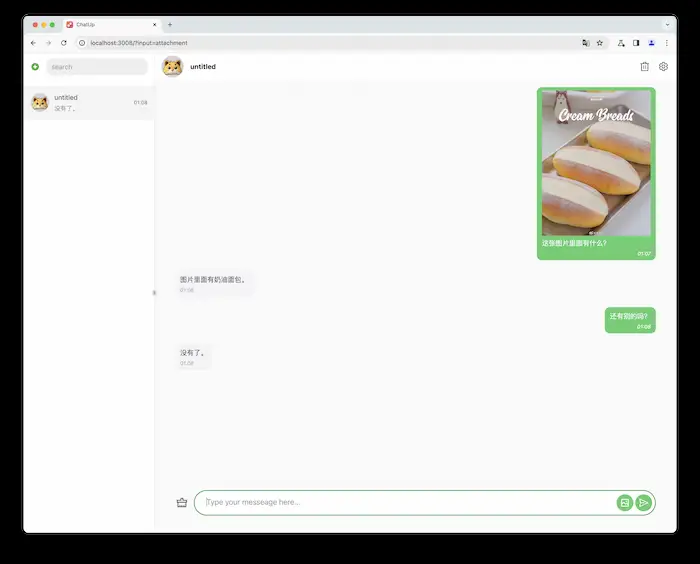 ChatUp
localhost:3008/?input=attachment
search
untitled
没有了。
01:08
untitled
Cream Breads
这张图片里面有什么?
01:07
图片里面有奶油面包。
01:08
还有别的吗?
01:08
没有了。
01:08
Type your messeage here...